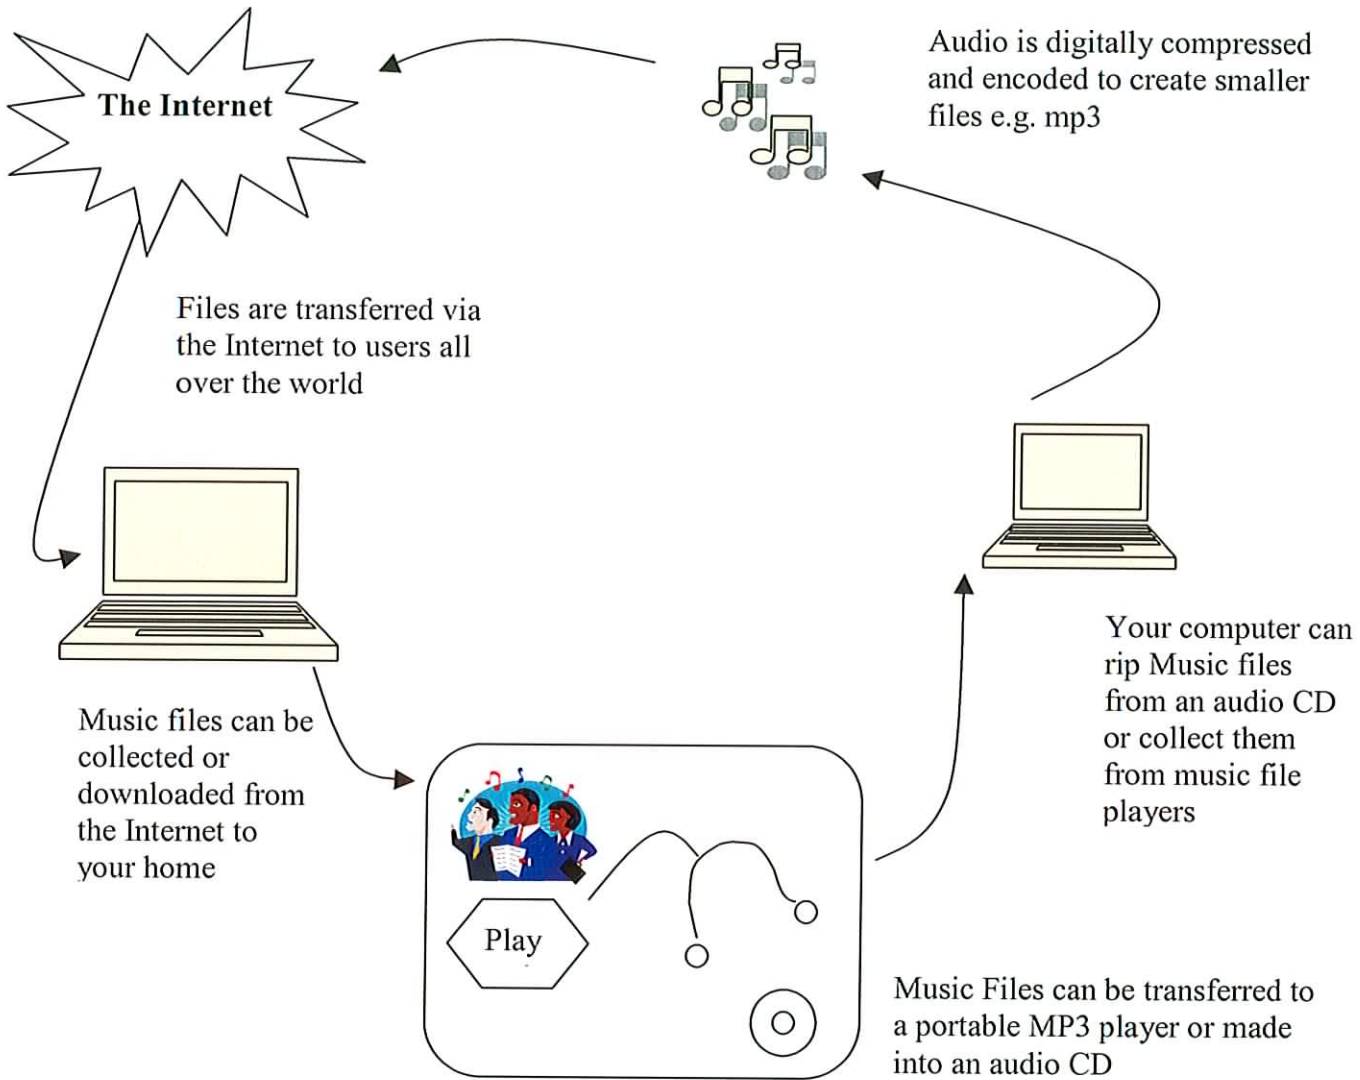 The Internet
Audio is digitally compressed
and encoded to create smaller
files e.g. mp3
Files are transferred via
the Internet to users all
over the world
Your computer can
rip Music files
from an audio CD
or collect them
from music file
players
Music files can be
collected or
downloaded from
the Internet to
your home
Play
Music Files can be transferred to
a portable MP3 player or made
into an audio CD